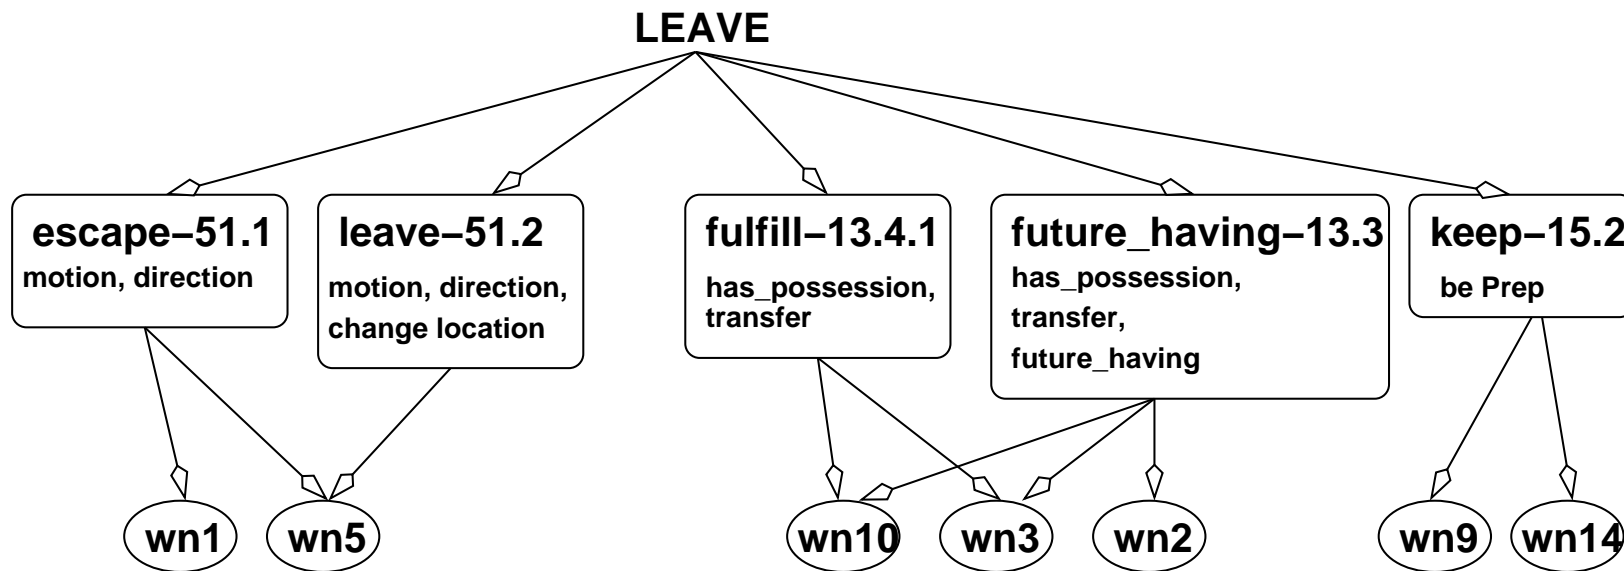 LEAVE
escape–51.1
motion, direction
leave–51.2
motion, direction,
change location
fulfill–13.4.1
has_possession,
transfer
future_having–13.3
has_possession,
transfer,
future_having
keep–15.2
be Prep
wn1
wn5
wn10
wn3
wn2
wn9
wn14